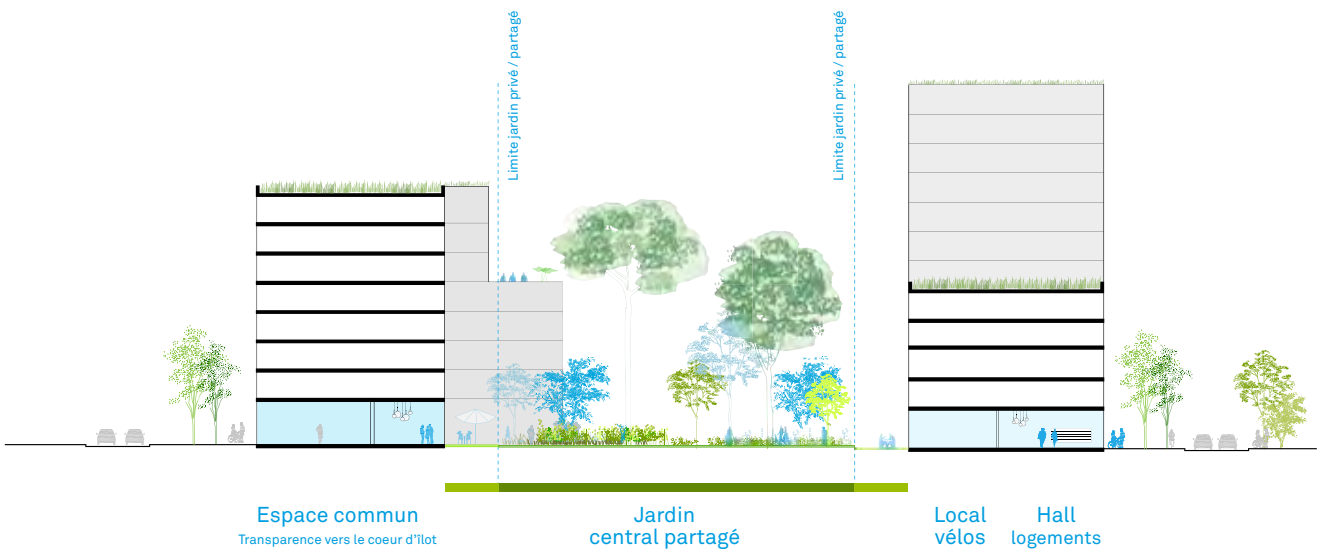 Limite jardin privé / partagé
Limite jardin privé / partagé
Espace commun
Transparence vers le coeur d'îlot
Jardin
central partagé
Local
vélos
Hall
logements